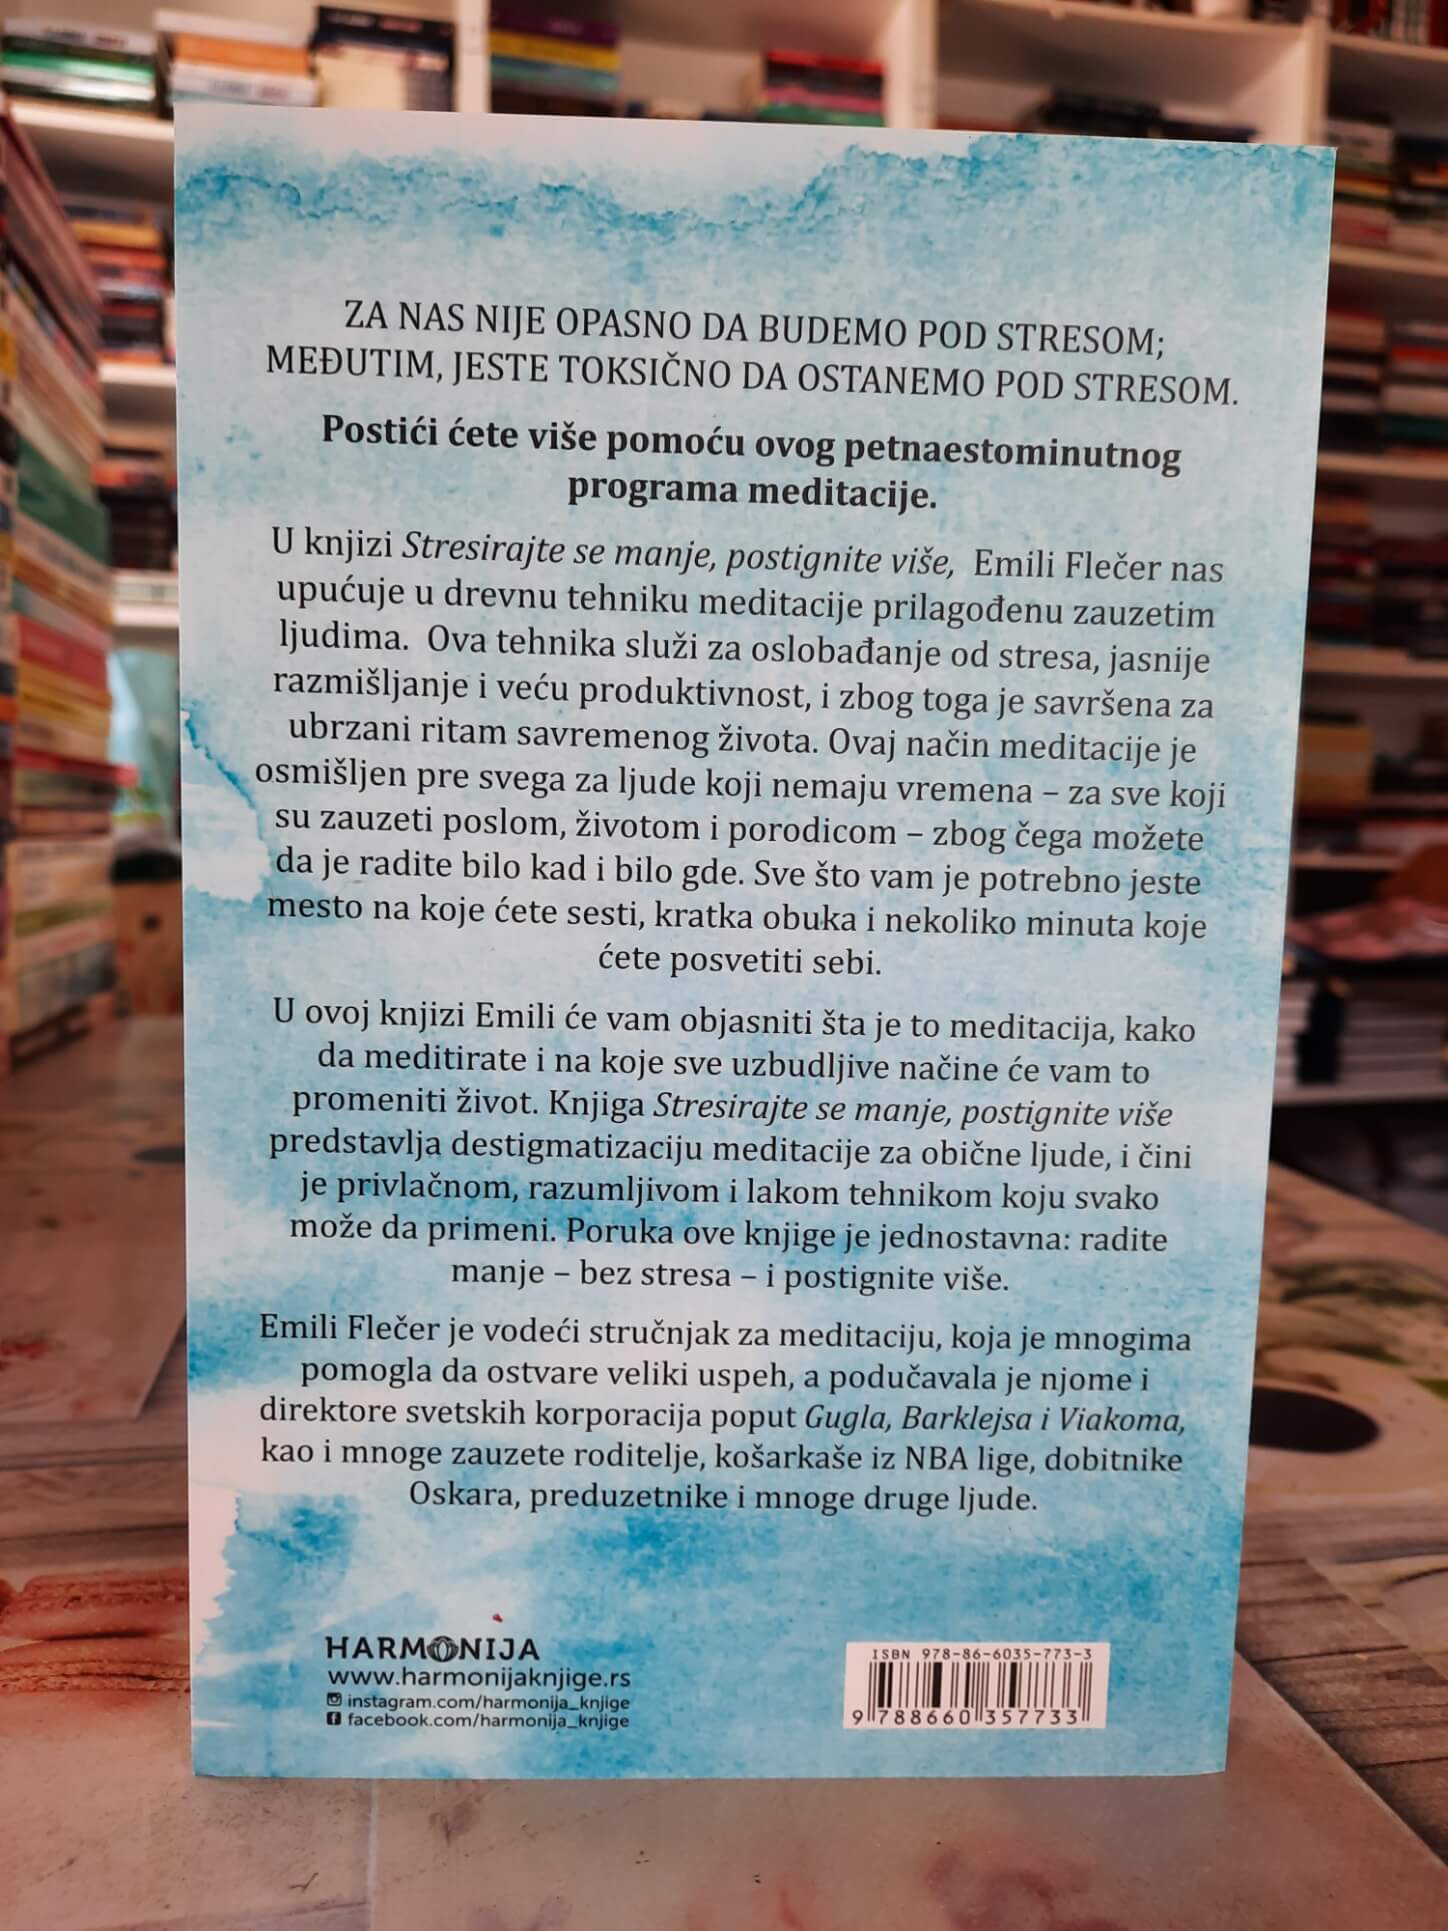 ZA NAS NIJE OPASNO DA BUDEMO POD STRESOM;
MEĐUTIM, JESTE TOKSIČNO DA OSTANEMO POD STRESOM.
Postići ćete više pomoću ovog petnaestominutnog
programa meditacije.
U knjizi Stresirajte se manje, postignite više, Emili Flečer nas
upućuje u drevnu tehniku meditacije prilagođenu zauzetim
ljudima. Ova tehnika služi za oslobađanje od stresa, jasnije
razmišljanje i veću produktivnost, i zbog toga je savršena za
ubrzani ritam savremenog života. Ovaj način meditacije je
osmišljen pre svega za ljude koji nemaju vremena – za sve koji
su zauzeti poslom, životom i porodicom – zbog čega možete
da je radite bilo kad i bilo gde. Sve što vam je potrebno jeste
mesto na koje ćete sesti, kratka obuka i nekoliko minuta koje
ćete posvetiti sebi.
U ovoj knjizi Emili će vam objasniti šta je to meditacija, kako
da meditirate i na koje sve uzbudljive načine će vam to
promeniti život. Knjiga Stresirajte se manje, postignite više
predstavlja destigmatizaciju meditacije za obične ljude, i čini
je privlačnom, razumljivom i lakom tehnikom koju svako
može da primeni. Poruka ove knjige je jednostavna: radite
manje – bez stresa – i postignite više.
Emili Flečer je vodeći stručnjak za meditaciju, koja je mnogima
pomogla da ostvare veliki uspeh, a podučavala je njome i
direktore svetskih korporacija poput Gugla, Barklejsa i Viakoma,
kao i mnoge zauzete roditelje, košarkaše iz NBA lige, dobitnike
Oskara, preduzetnike i mnoge druge ljude.
HARMONIJA
www.harmonijaknjige.rs
instagram.com/harmonija_knjige
facebook.com/harmonija_knjige
ISBN 978-86-6035-773-3
9 788660 357733